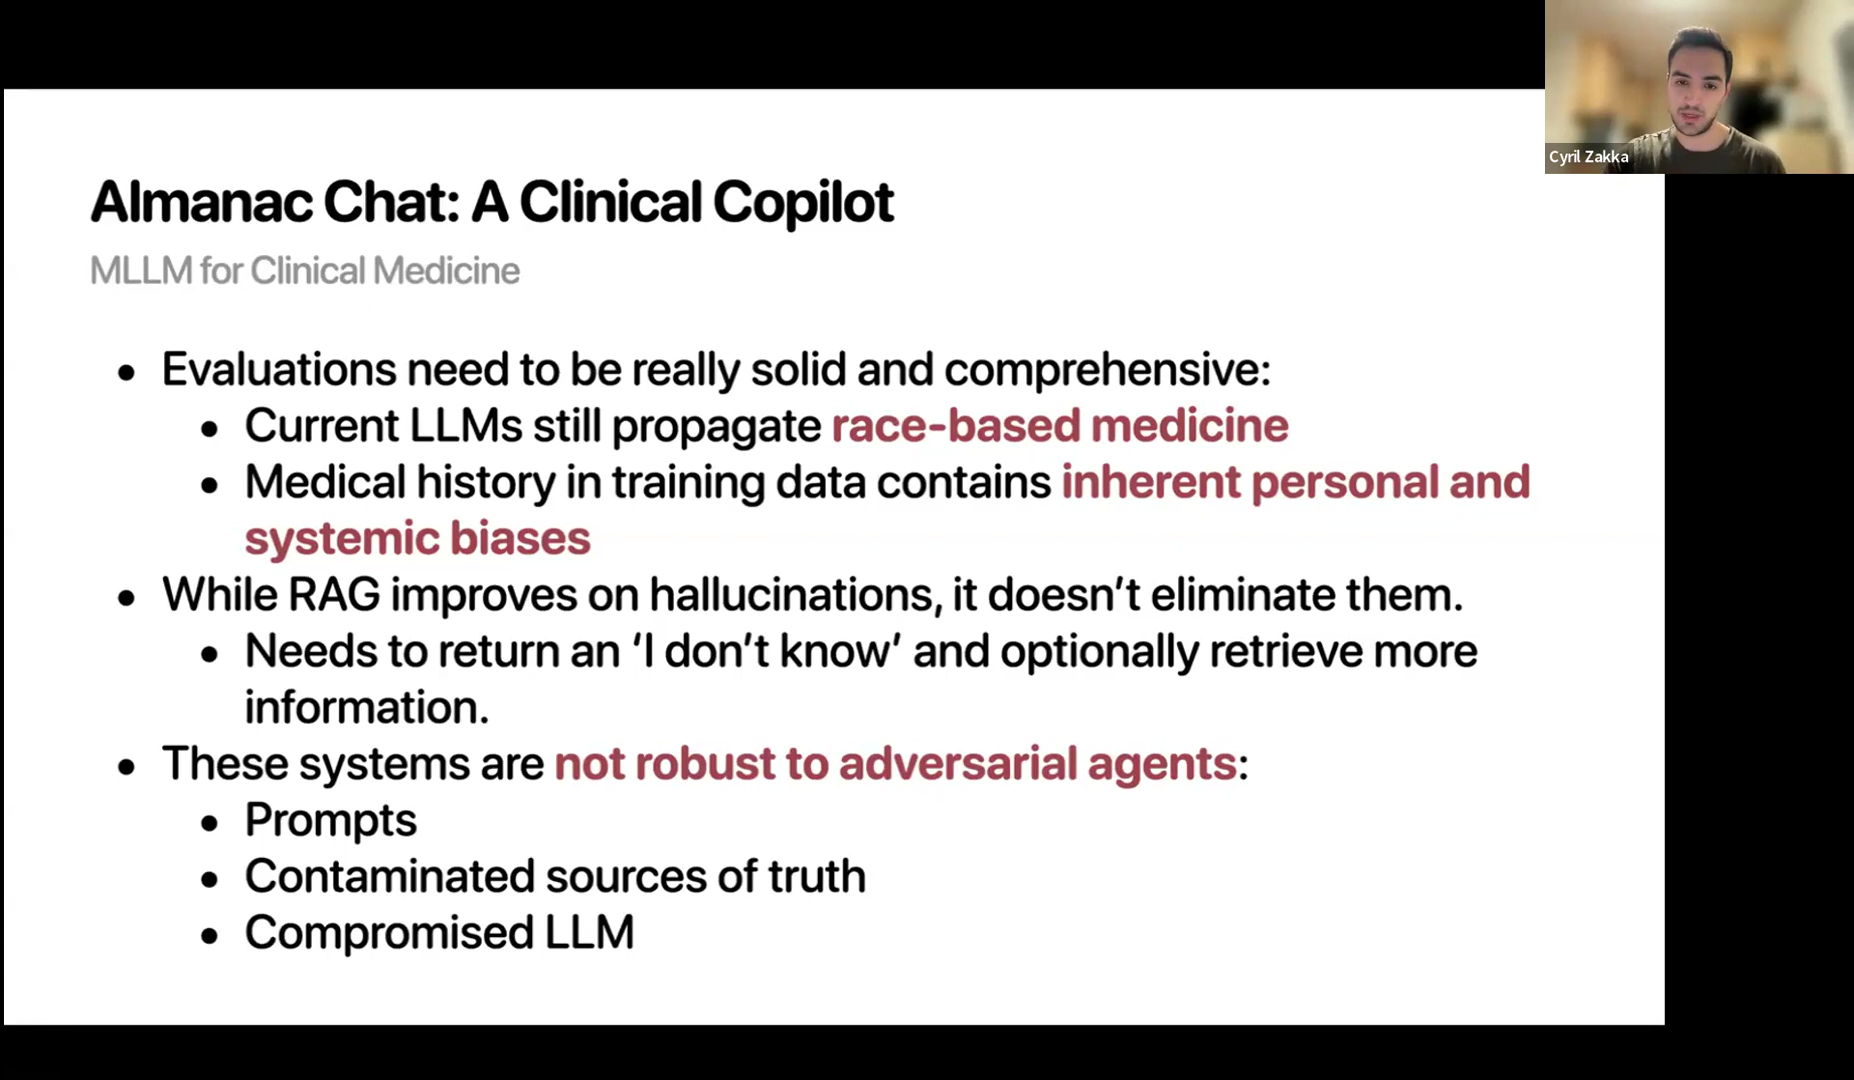 Cyril Zakka
Almanac Chat: A Clinical Copilot
MLLM for Clinical Medicine
• Evaluations need to be really solid and comprehensive:
• Current LLMs still propagate race-based medicine
• Medical history in training data contains inherent personal and
systemic biases
• While RAG improves on hallucinations, it doesn’t eliminate them.
• Needs to return an ‘I don’t know’ and optionally retrieve more
information.
• These systems are not robust to adversarial agents:
• Prompts
• Contaminated sources of truth
• Compromised LLM